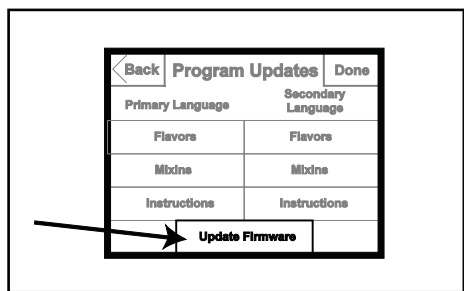 Back Program Updates Done
Primary Language Secondary Language
Flavors Flavors
Mixins Mixins
Instructions Instructions
Update Firmware